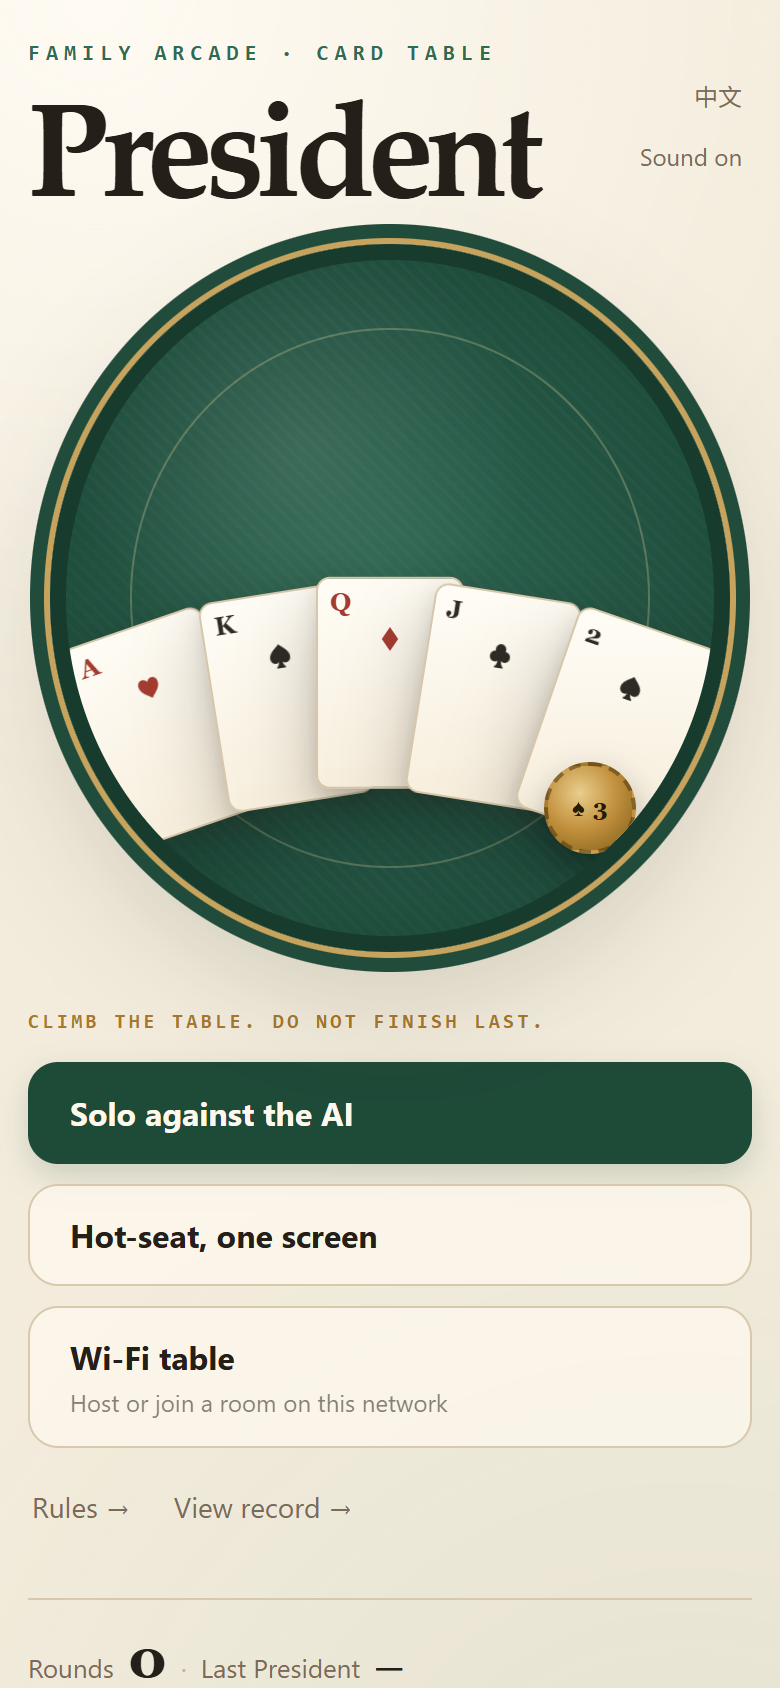 FAMILY ARCADE · CARD TABLE
President
中文
Sound on
A
K
Q
J
2
♠ 3
CLIMB THE TABLE. DO NOT FINISH LAST.
Solo against the AI
Hot-seat, one screen
Wi-Fi table
Host or join a room on this network
Rules → View record →
Rounds 0 · Last President —